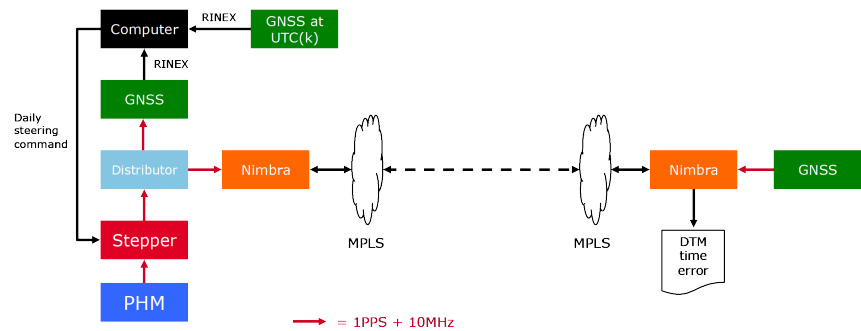 RINEX
GNSS at
UTC(k)
Computer
RINEX
GNSS
Daily
steering
command
Distributor
Nimbra
MPLS
MPLS
Nimbra
GNSS
Stepper
DTM
time
error
PHM
= 1PPS + 10MHz